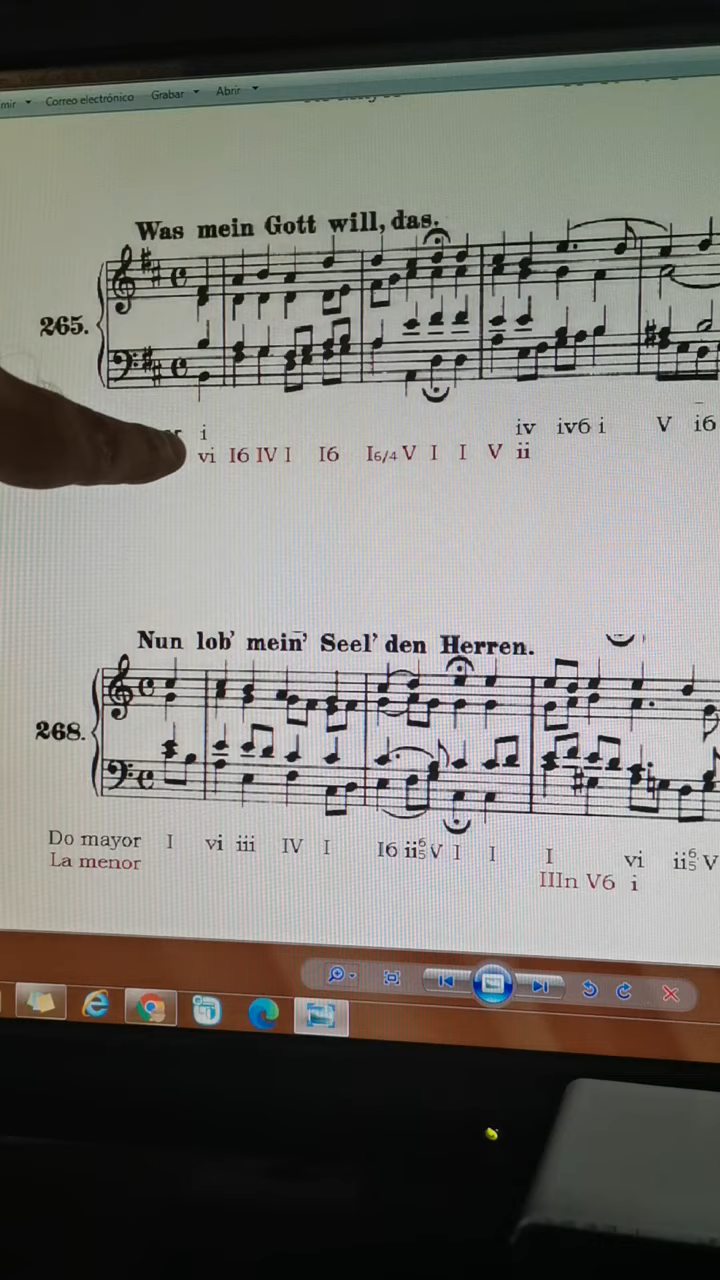 Correo electrónico Grabar Abrir
Was mein Gott will, das.
265.
i iv iv6 i V i6
vi I6 IV I I6 I6/4 V I I V ii
Nun lob' mein' Seel' den Herren.
268.
Do mayor I vi iii IV I I6 ii6/5 V I I I vi ii6/5 V
La menor IIIn V6 i